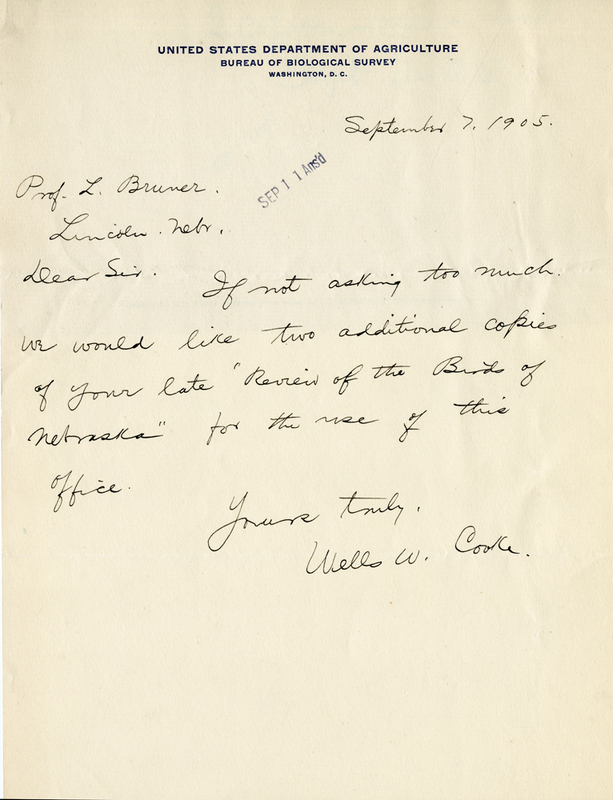 UNITED STATES DEPARTMENT OF AGRICULTURE
BUREAU OF BIOLOGICAL SURVEY
WASHINGTON, D. C.
September 7, 1905.
SEP 11 Ans'd
Prof. L. Bruner.
Lincoln. Nebr.
Dear Sir. If not asking too much.
we would like two additional copies
of your late "Review of the Birds of
Nebraska" for the use of this
office.
Yours truly.
Wells W. Cooke.